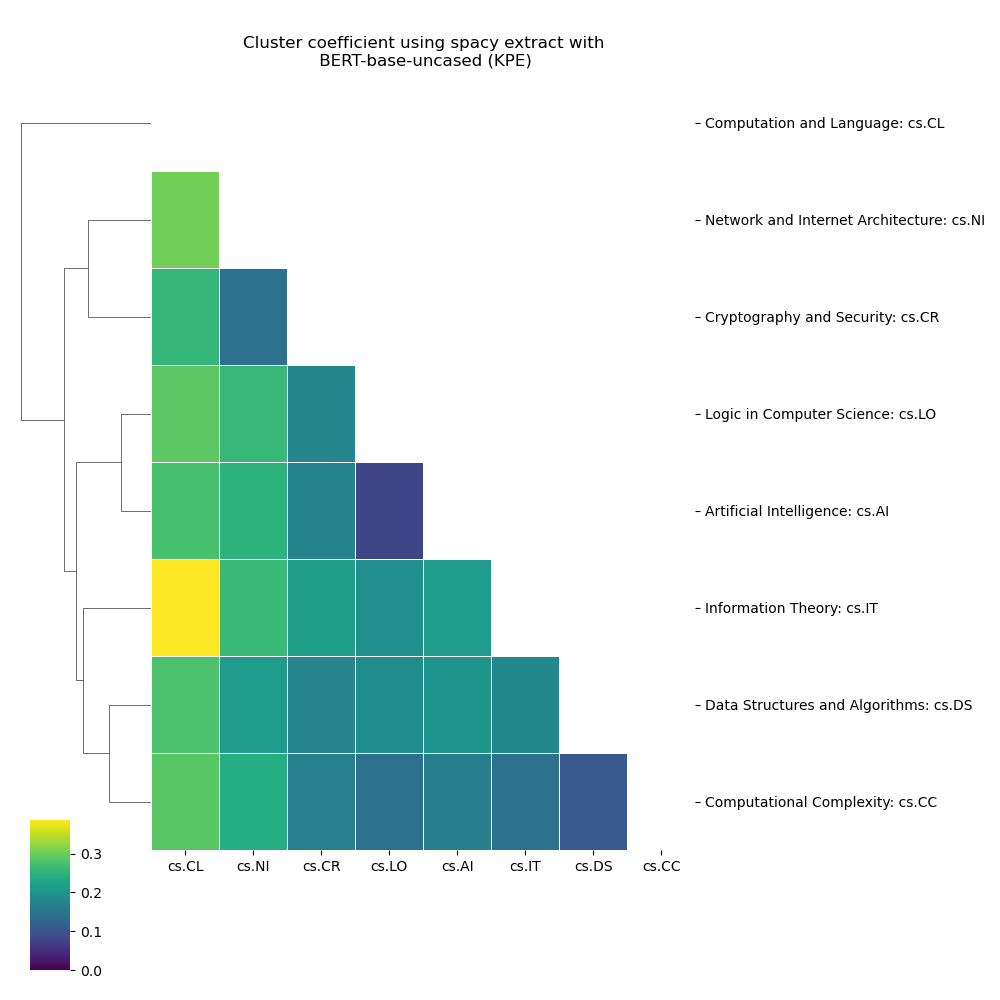 Cluster coefficient using spacy extract with
BERT-base-uncased (KPE)
Computation and Language: cs.CL
Network and Internet Architecture: cs.NI
Cryptography and Security: cs.CR
Logic in Computer Science: cs.LO
Artificial Intelligence: cs.AI
Information Theory: cs.IT
Data Structures and Algorithms: cs.DS
Computational Complexity: cs.CC
cs.CL cs.NI cs.CR cs.LO cs.AI cs.IT cs.DS cs.CC
0.3
0.2
0.1
0.0